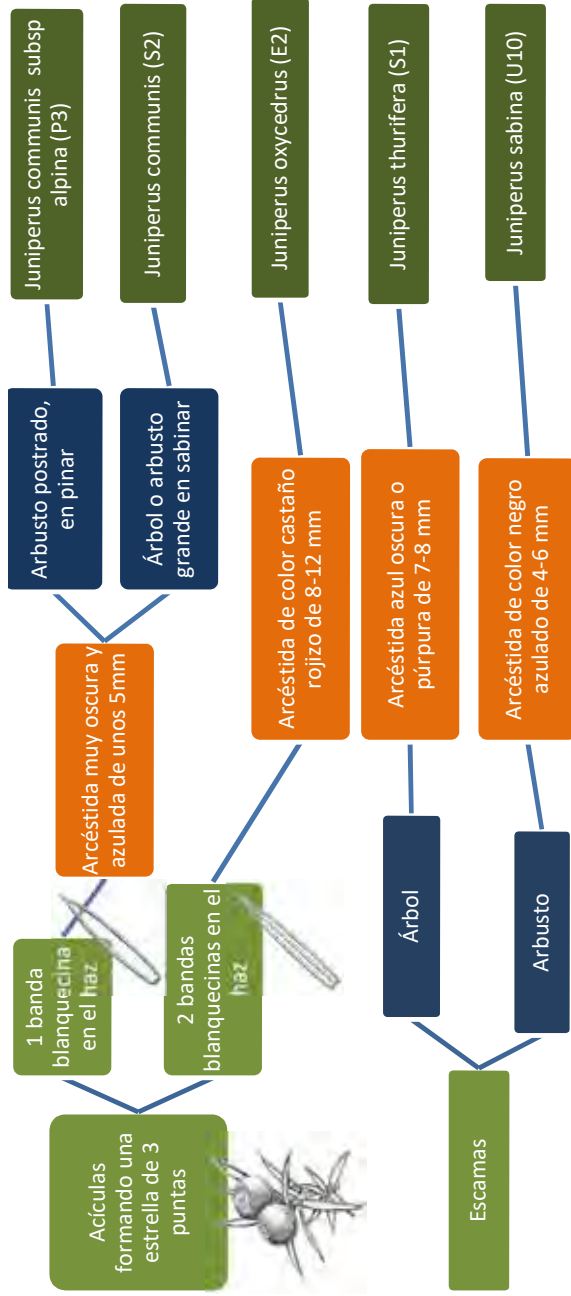 Acículas
formando una
estrella de 3
puntas
1 banda
blanquecina
en el haz
Arcéstida muy oscura y
azulada de unos 5mm
Arbusto postrado,
en pinar
Juniperus communis subsp
alpina (P3)
Árbol o arbusto
grande en sabinar
Juniperus communis (S2)
2 bandas
blanquecinas en el
haz
Arcéstida de color castaño
rojizo de 8-12 mm
Juniperus oxycedrus (E2)
Escamas
Árbol
Arcéstida azul oscura o
púrpura de 7-8 mm
Juniperus thurifera (S1)
Arbusto
Arcéstida de color negro
azulado de 4-6 mm
Juniperus sabina (U10)